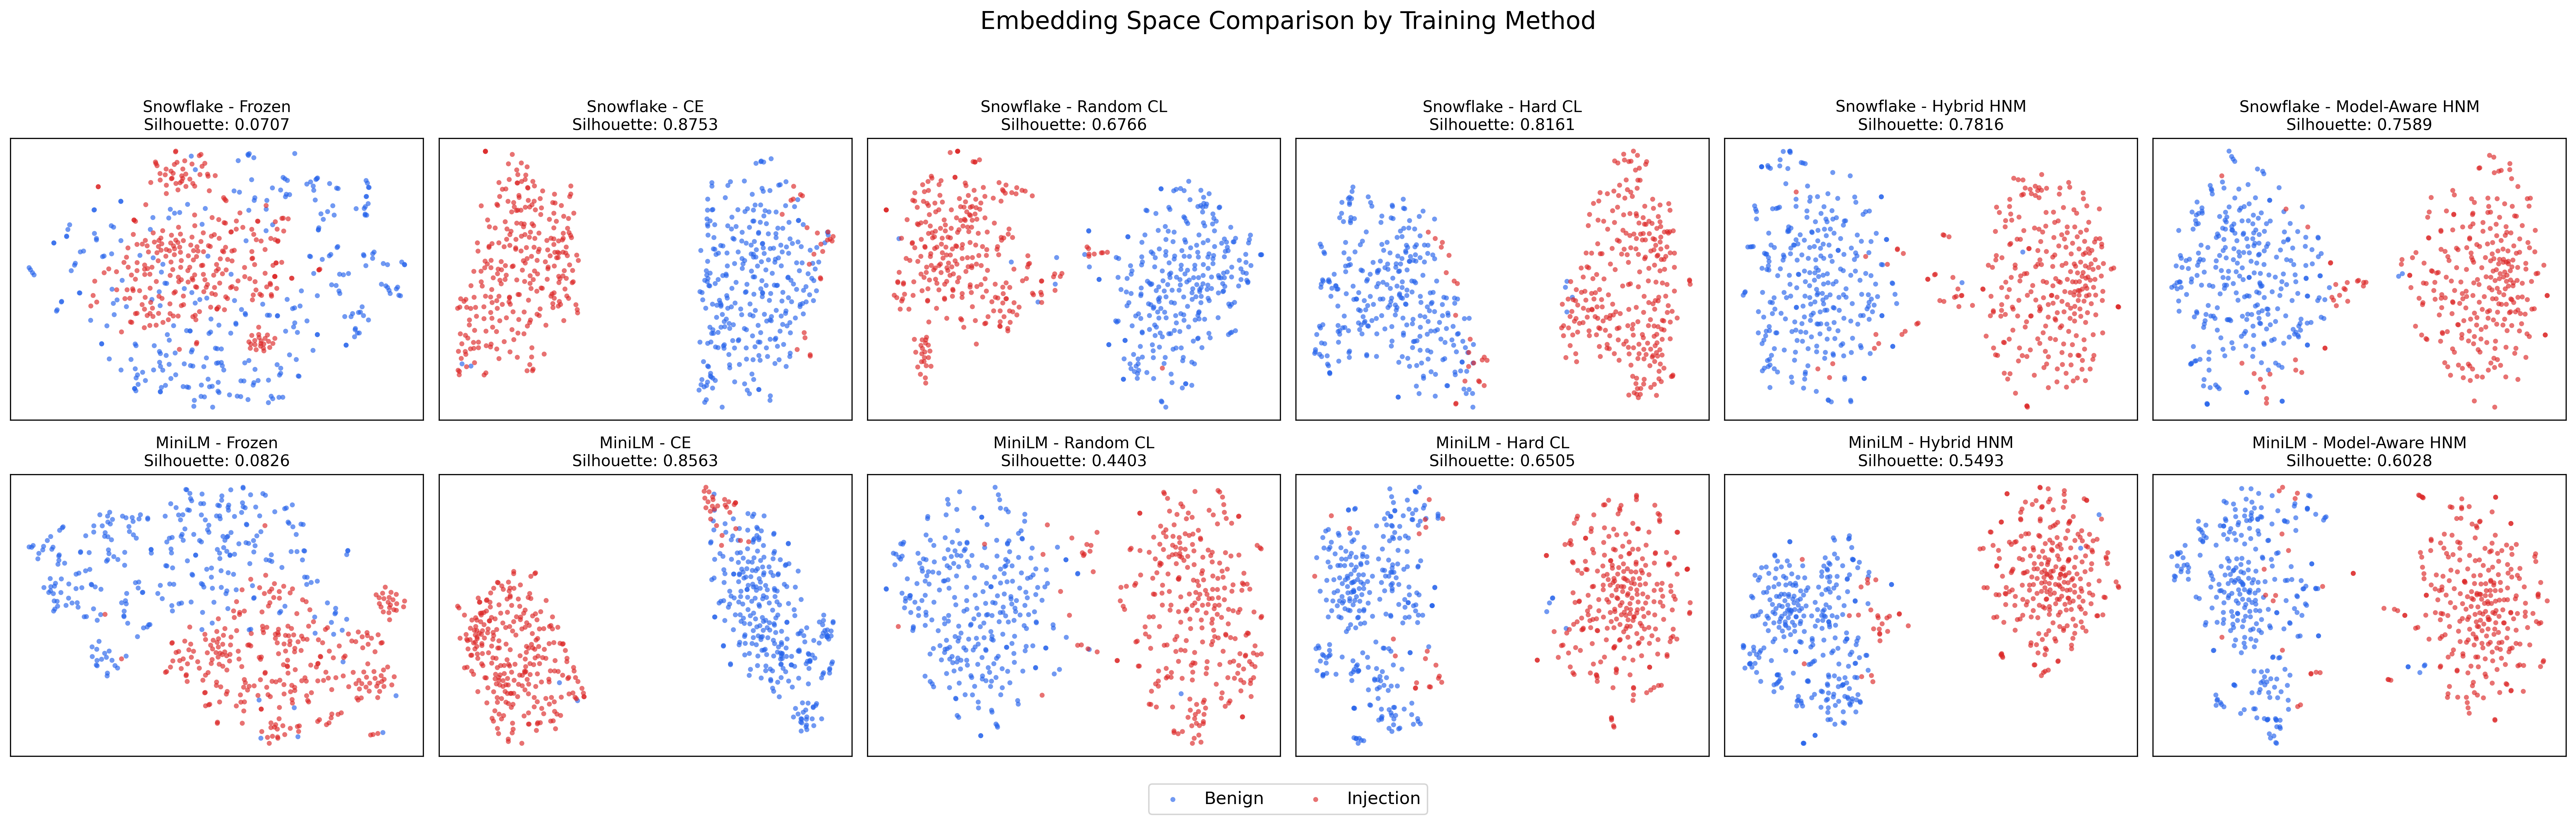 Embedding Space Comparison by Training Method
Snowflake - Frozen
Silhouette: 0.0707
Snowflake - CE
Silhouette: 0.8753
Snowflake - Random CL
Silhouette: 0.6766
Snowflake - Hard CL
Silhouette: 0.8161
Snowflake - Hybrid HNM
Silhouette: 0.7816
Snowflake - Model-Aware HNM
Silhouette: 0.7589
MiniLM - Frozen
Silhouette: 0.0826
MiniLM - CE
Silhouette: 0.8563
MiniLM - Random CL
Silhouette: 0.4403
MiniLM - Hard CL
Silhouette: 0.6505
MiniLM - Hybrid HNM
Silhouette: 0.5493
MiniLM - Model-Aware HNM
Silhouette: 0.6028
Benign
Injection